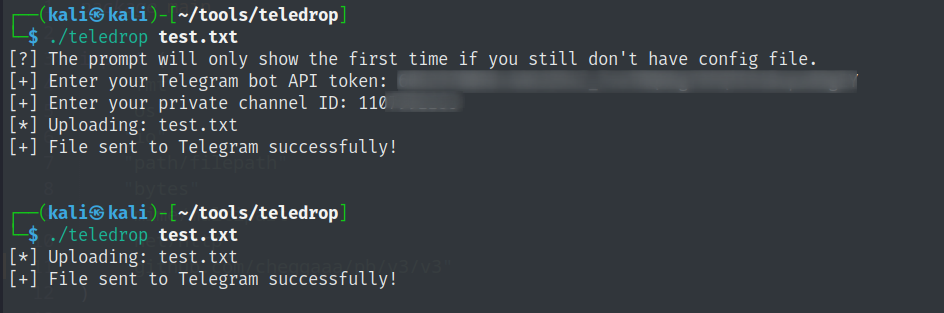 (kali㉿kali)-[~/tools/teledrop]
$ ./teledrop test.txt
[?] The prompt will only show the first time if you still don't have config file.
[+] Enter your Telegram bot API token:
[+] Enter your private channel ID: 110
[*] Uploading: test.txt
[+] File sent to Telegram successfully!
path/filepath
"bytes"
(kali㉿kali)-[~/tools/teledrop]
$ ./teledrop test.txt
[*] Uploading: test.txt
[+] File sent to Telegram successfully!